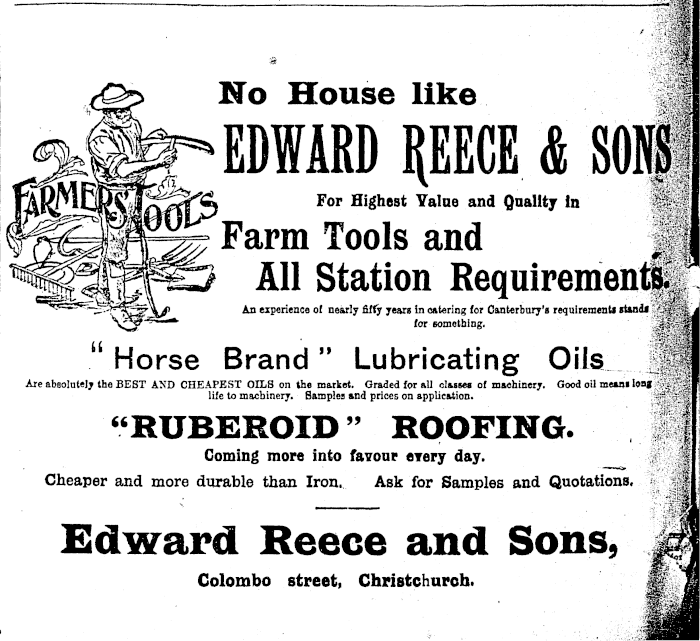 No House like
EDWARD REECE & SONS
For Highest Value and Quality in
FARMERS' TOOLS
Farm Tools and
All Station Requirements.
An experience of nearly fifty years in catering for Canterbury's requirements stands
for something.
"Horse Brand" Lubricating Oils
Are absolutely the BEST AND CHEAPEST OILS on the market. Graded for all classes of machinery. Good oil means long
life to machinery. Samples and prices on application.
"RUBEROID" ROOFING.
Coming more into favour every day.
Cheaper and more durable than Iron. Ask for Samples and Quotations.
Edward Reece and Sons,
Colombo street, Christchurch.